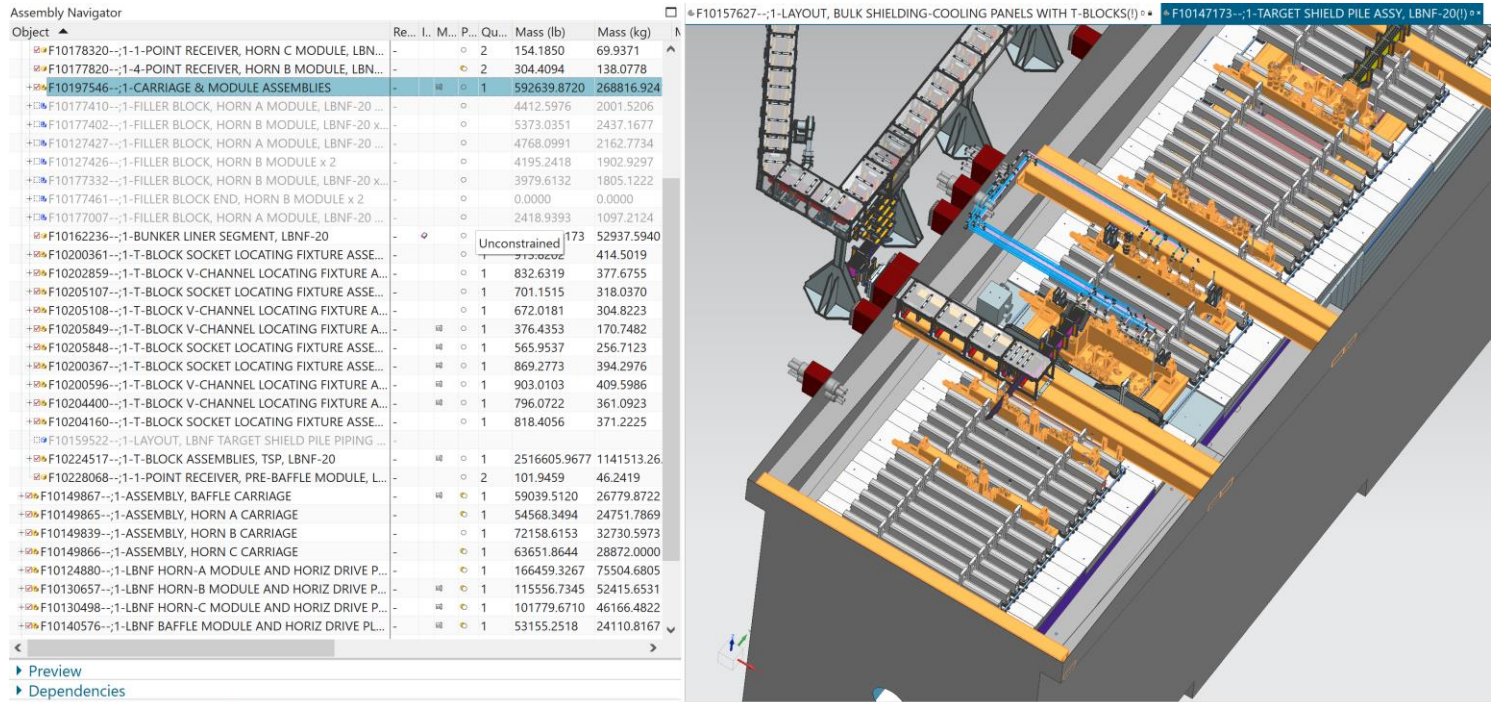 Assembly Navigator
F10157627--;1-LAYOUT, BULK SHIELDING-COOLING PANELS WITH T-BLOCKS(!) F10147173--;1-TARGET SHIELD PILE ASSY, LBNF-20(!)
Object Re... I.. M... P... Qu... Mass (lb) Mass (kg)
F10178320--;1-1-POINT RECEIVER, HORN C MODULE, LBN... - 2 154.1850 69.9371
F10177820--;1-4-POINT RECEIVER, HORN B MODULE, LBN... - 2 304.4094 138.0778
F10197546--;1-CARRIAGE & MODULE ASSEMBLIES - 1 592639.8720 268816.924
F10177410--;1-FILLER BLOCK, HORN A MODULE, LBNF-20 ... - 4412.5976 2001.5206
F10177402--;1-FILLER BLOCK, HORN B MODULE, LBNF-20 x... - 5373.0351 2437.1677
F10127427--;1-FILLER BLOCK, HORN A MODULE, LBNF-20 ... - 4768.0991 2162.7734
F10127426--;1-FILLER BLOCK, HORN B MODULE x 2 - 4195.2418 1902.9297
F10177332--;1-FILLER BLOCK, HORN B MODULE, LBNF-20 x... - 3979.6132 1805.1222
F10177461--;1-FILLER BLOCK END, HORN B MODULE x 2 - 0.0000 0.0000
F10177007--;1-FILLER BLOCK, HORN A MODULE, LBNF-20 ... - 2418.9393 1097.2124
F10162236--;1-BUNKER LINER SEGMENT, LBNF-20 - 173 52937.5940
Unconstrained
F10200361--;1-T-BLOCK SOCKET LOCATING FIXTURE ASSE... - 1 414.5019
F10202859--;1-T-BLOCK V-CHANNEL LOCATING FIXTURE A... - 1 832.6319 377.6755
F10205107--;1-T-BLOCK SOCKET LOCATING FIXTURE ASSE... - 1 701.1515 318.0370
F10205108--;1-T-BLOCK V-CHANNEL LOCATING FIXTURE ASSE... - 1 672.0181 304.8223
F10205849--;1-T-BLOCK V-CHANNEL LOCATING FIXTURE A... - 1 376.4353 170.7482
F10205848--;1-T-BLOCK SOCKET LOCATING FIXTURE ASSE... - 1 565.9537 256.7123
F10200367--;1-T-BLOCK SOCKET LOCATING FIXTURE ASSE... - 1 869.2773 394.2976
F10200596--;1-T-BLOCK V-CHANNEL LOCATING FIXTURE A... - 1 903.0103 409.5986
F10204400--;1-T-BLOCK V-CHANNEL LOCATING FIXTURE A... - 1 796.0722 361.0923
F10204160--;1-T-BLOCK SOCKET LOCATING FIXTURE ASSE... - 1 818.4056 371.2225
F10159522--;1-LAYOUT, LBNF TARGET SHIELD PILE PIPING ... -
F10224517--;1-T-BLOCK ASSEMBLIES, TSP, LBNF-20 - 1 2516605.9677 1141513.26.
F10228068--;1-1-POINT RECEIVER, PRE-BAFFLE MODULE, L... - 2 101.9459 46.2419
F10149867--;1-ASSEMBLY, BAFFLE CARRIAGE - 1 59039.5120 26779.8722
F10149865--;1-ASSEMBLY, HORN A CARRIAGE 1 54568.3494 24751.7869
F10149839--;1-ASSEMBLY, HORN B CARRIAGE - 1 72158.6153 32730.5973
F10149866--;1-ASSEMBLY, HORN C CARRIAGE - 1 63651.8644 28872.0000
F10124880--;1-LBNF HORN-A MODULE AND HORIZ DRIVE P... - 1 166459.3267 75504.6805
F10130657--;1-LBNF HORN-B MODULE AND HORIZ DRIVE P... - 1 115556.7345 52415.6531
F10130498--;1-LBNF HORN-C MODULE AND HORIZ DRIVE P... - 1 101779.6710 46166.4822
F10140576--;1-LBNF BAFFLE MODULE AND HORIZ DRIVE PL... - 1 53155.2518 24110.8167
Preview
Dependencies